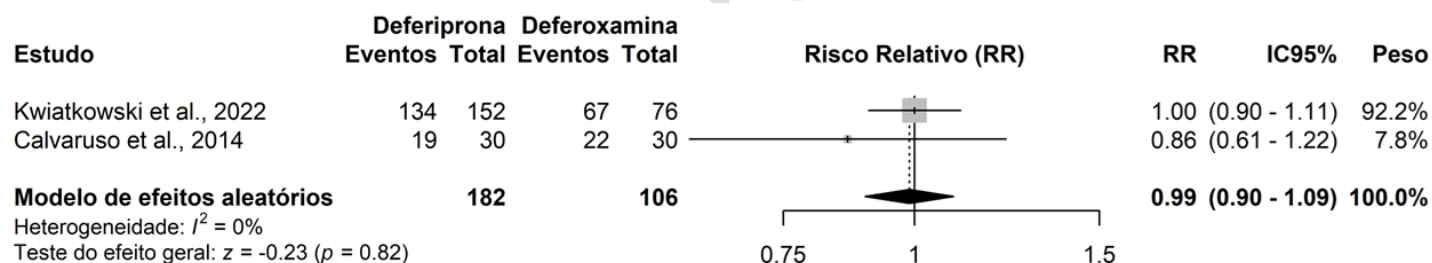 Deferiprona Deferoxamina
Estudo Eventos Total Eventos Total Risco Relativo (RR) RR IC95% Peso
Kwiatkowski et al., 2022 134 152 67 76 1.00 (0.90 - 1.11) 92.2%
Calvaruso et al., 2014 19 30 22 30 0.86 (0.61 - 1.22) 7.8%
Modelo de efeitos aleatórios 182 106 0.99 (0.90 - 1.09) 100.0%
Heterogeneidade: I² = 0%
Teste do efeito geral: z = -0.23 (p = 0.82)
0.75 1 1.5